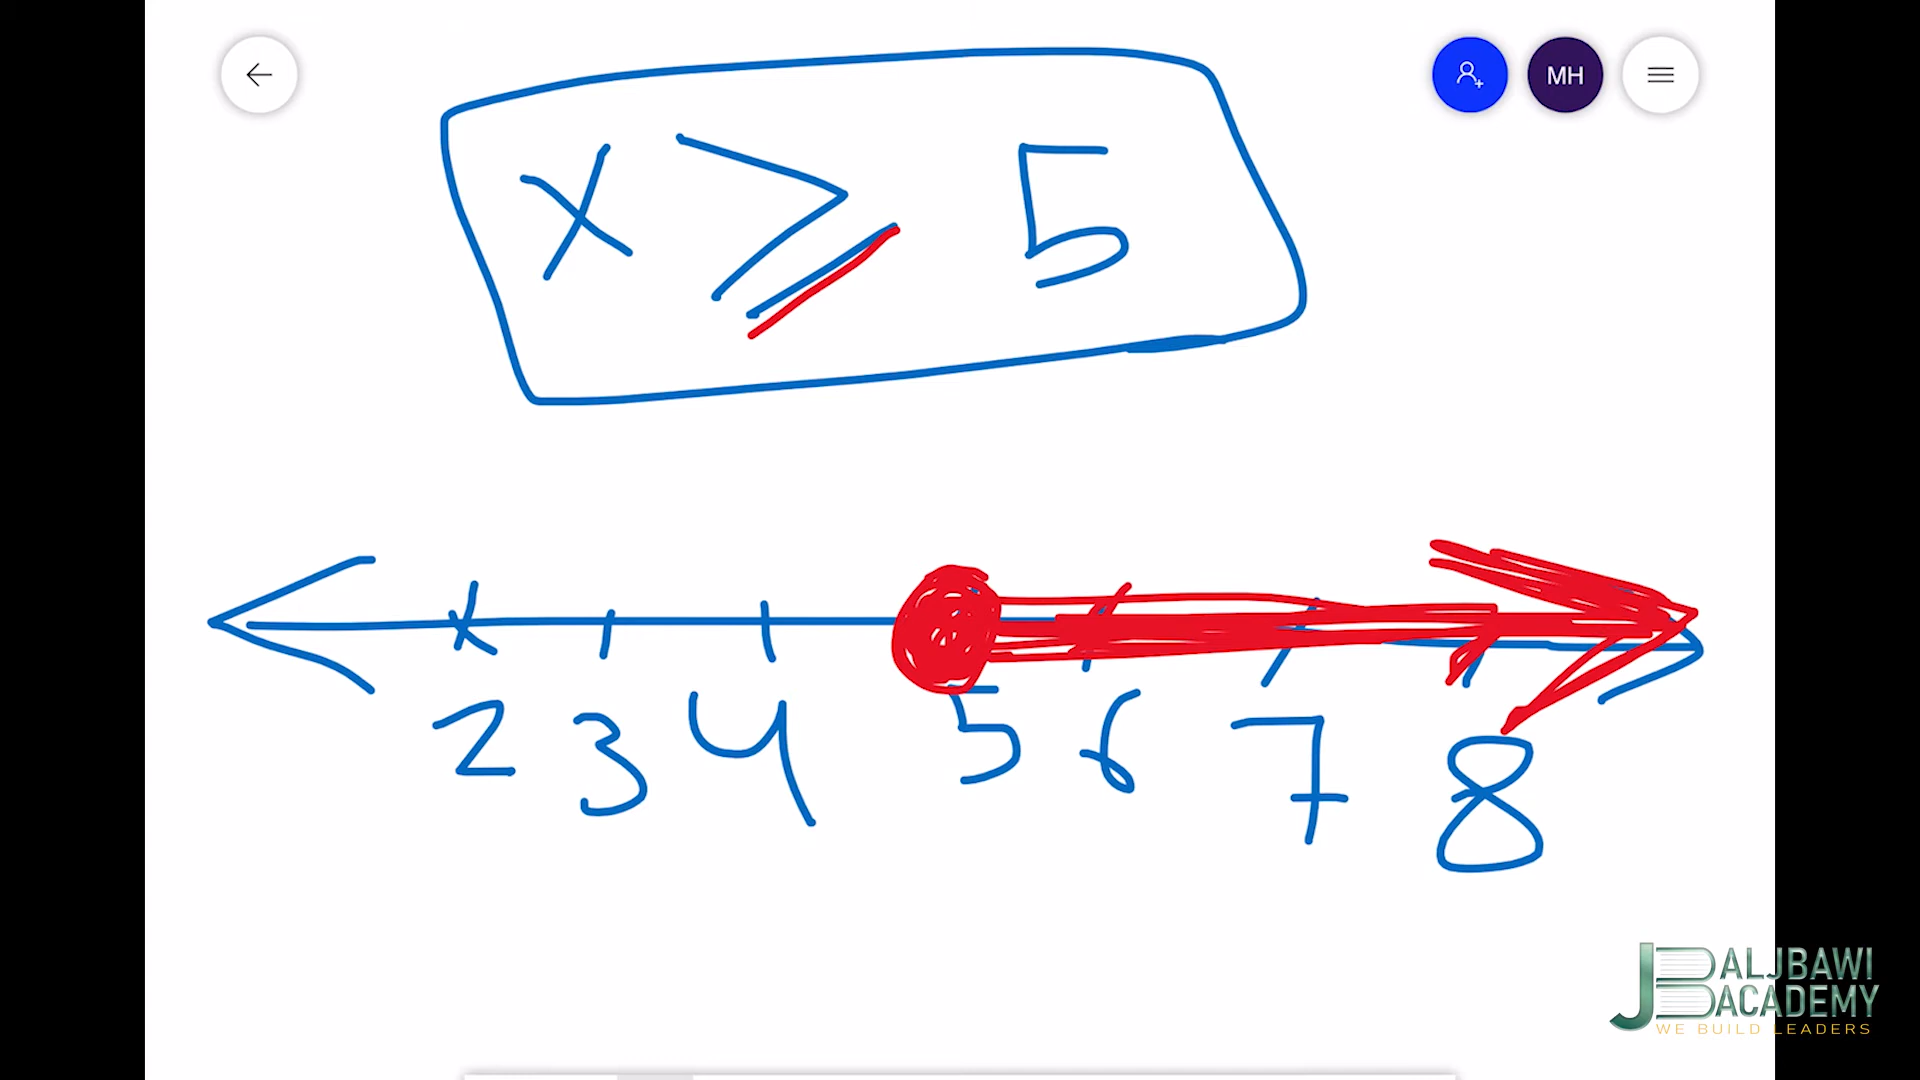 MH
x ≥ 5
2 3 4 5 6 7 8
ALJBAWI
ACADEMY
WE BUILD LEADERS